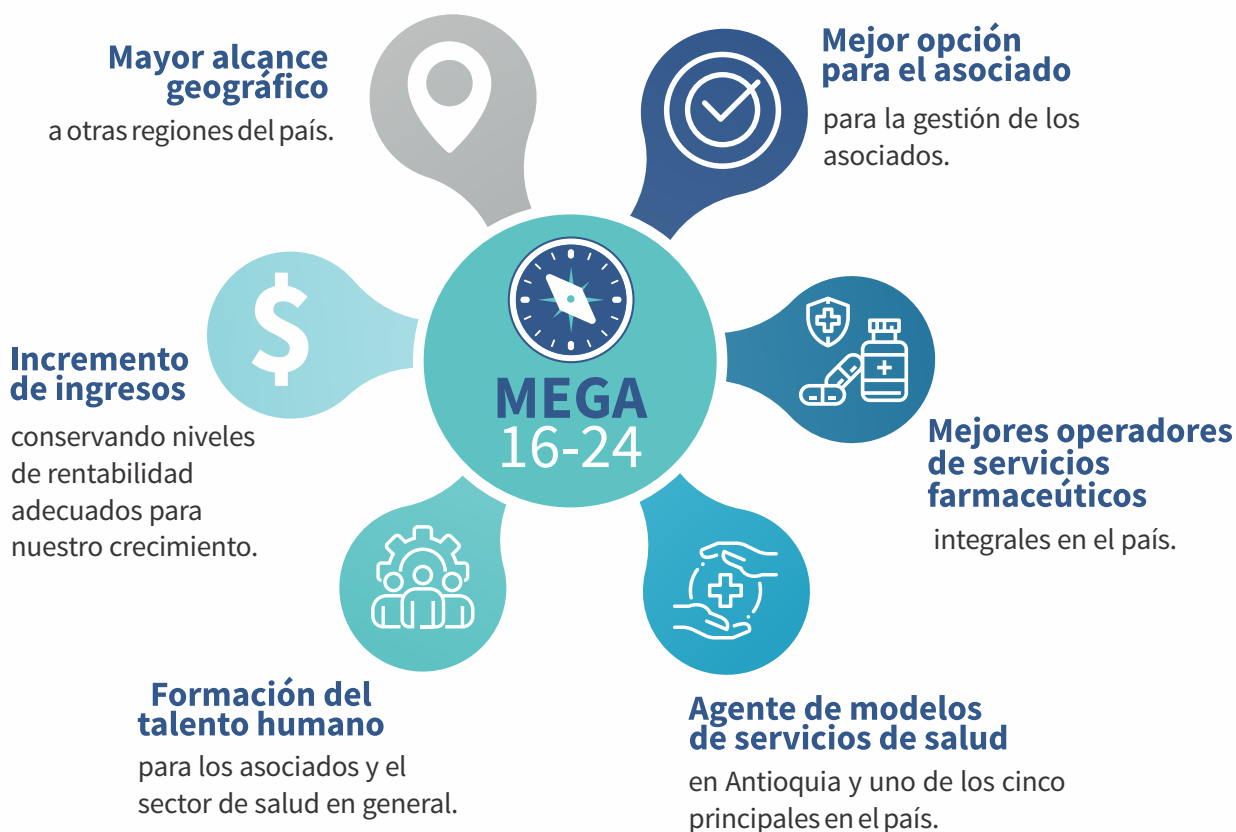 Mayor alcance
geográfico
a otras regiones del país.
Mejor opción
para el asociado
para la gestión de los
asociados.
MEGA
16-24
$
Incremento
de ingresos
conservando niveles
de rentabilidad
adecuados para
nuestro crecimiento.
Mejores operadores
de servicios
farmaceúticos
integrales en el país.
Formación del
talento humano
para los asociados y el
sector de salud en general.
Agente de modelos
de servicios de salud
en Antioquia y uno de los cinco
principales en el país.